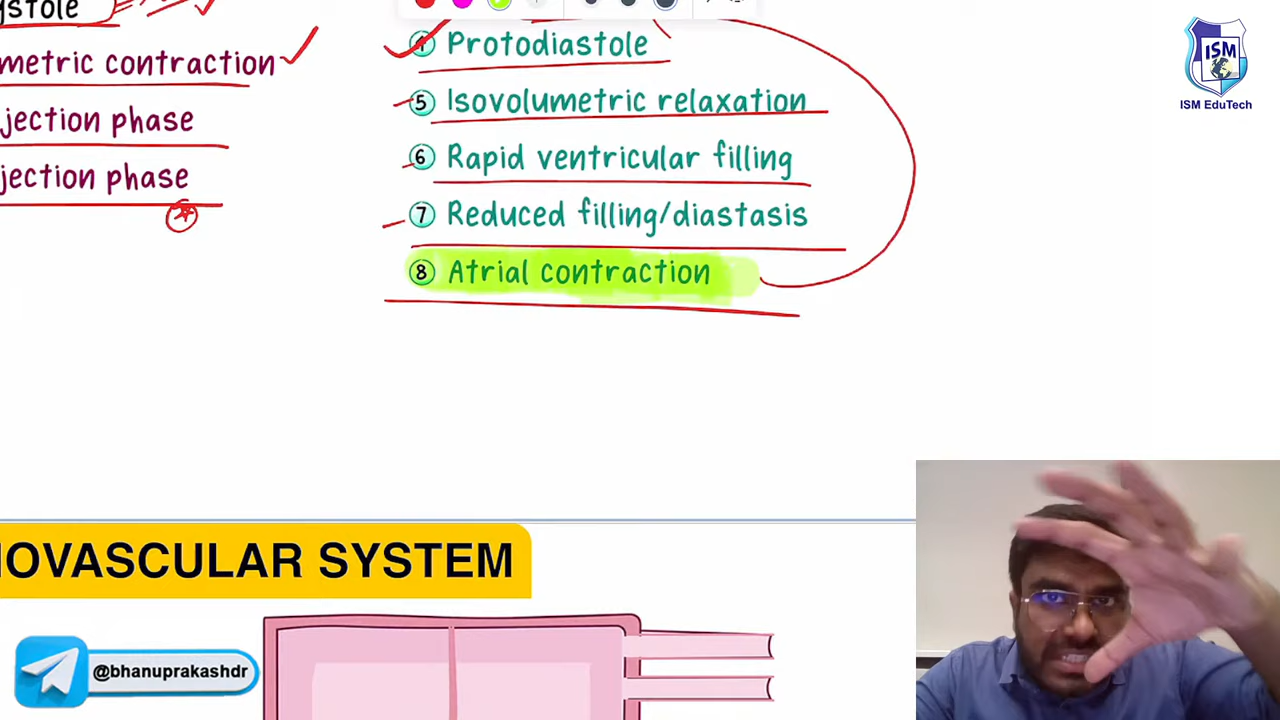 ystole
metric contraction
jection phase
jection phase
4 Protodiastole
5 Isovolumetric relaxation
6 Rapid ventricular filling
7 Reduced filling/diastasis
8 Atrial contraction
ISM
ISM EduTech
IOVASCULAR SYSTEM
@bhanuprakashdr